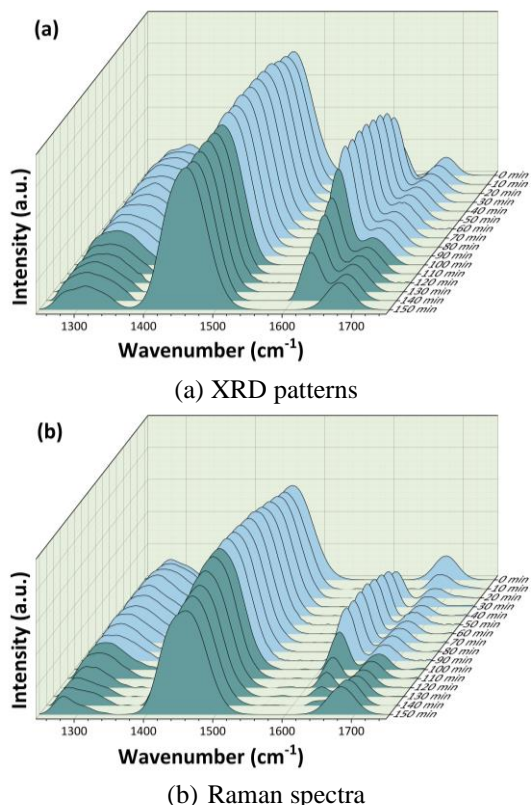 (a)
Intensity (a.u.)
0 min
10 min
20 min
30 min
40 min
50 min
60 min
70 min
80 min
90 min
100 min
110 min
120 min
130 min
140 min
150 min
1300 1400 1500 1600 1700
Wavenumber (cm⁻¹)
(a) XRD patterns
(b)
Intensity (a.u.)
0 min
10 min
20 min
30 min
40 min
50 min
60 min
70 min
80 min
90 min
100 min
110 min
120 min
130 min
140 min
150 min
1300 1400 1500 1600 1700
Wavenumber (cm⁻¹)
(b) Raman spectra